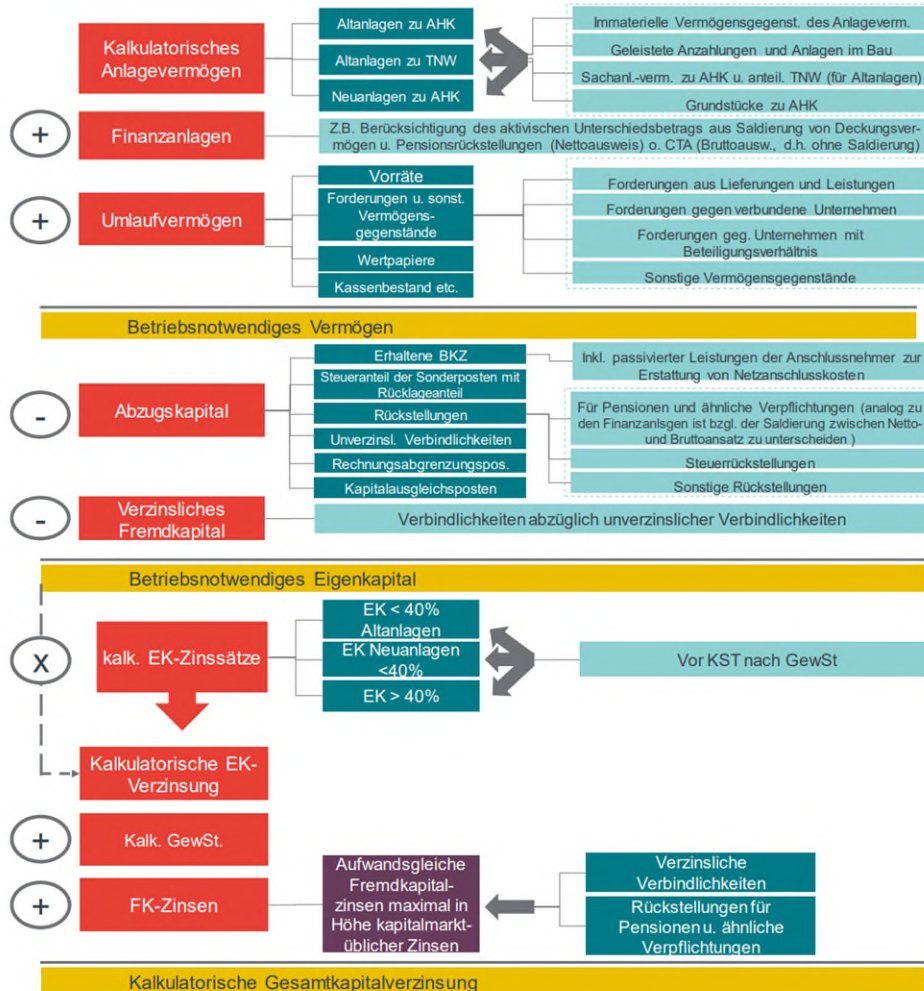 Kalkulatorisches
Anlagevermögen
Altanlagen zu AHK
Altanlagen zu TNW
Neuanlagen zu AHK
Immaterielle Vermögensgegenst. des Anlageverm.
Geleistete Anzahlungen und Anlagen im Bau
Sachanl.-verm. zu AHK u. anteil. TNW (für Altanlagen)
Grundstücke zu AHK
+
Finanzanlagen
Z.B. Berücksichtigung des aktivischen Unterschiedsbetrags aus Saldierung von Deckungsver-
mögen u. Pensionsrückstellungen (Nettoausweis) o. CTA (Bruttoausw., d.h. ohne Saldierung)
+
Umlaufvermögen
Vorräte
Forderungen u. sonst.
Vermögens-
gegenstände
Wertpapiere
Kassenbestand etc.
Forderungen aus Lieferungen und Leistungen
Forderungen gegen verbundene Unternehmen
Forderungen geg. Unternehmen mit
Beteiligungsverhältnis
Sonstige Vermögensgegenstände
Betriebsnotwendiges Vermögen
-
Abzugskapital
Erhaltene BKZ
Steueranteil der Sonderposten mit
Rücklageanteil
Rückstellungen
Unverzinsl. Verbindlichkeiten
Rechnungsabgrenzungspos.
Kapitalausgleichsposten
Inkl. passivierter Leistungen der Anschlussnehmer zur
Erstattung von Netzanschlusskosten
Für Pensionen und ähnliche Verpflichtungen (analog zu
den Finanzanlsgen ist bzgl. der Saldierung zwischen Netto-
und Bruttoansatz zu unterscheiden )
Steuerrückstellungen
Sonstige Rückstellungen
-
Verzinsliches
Fremdkapital
Verbindlichkeiten abzüglich unverzinslicher Verbindlichkeiten
Betriebsnotwendiges Eigenkapital
x
kalk. EK-Zinssätze
EK < 40%
Altanlagen
EK Neuanlagen
<40%
EK > 40%
Vor KST nach GewSt
Kalkulatorische EK-
Verzinsung
+
Kalk. GewSt.
+
FK-Zinsen
Aufwandsgleiche
Fremdkapital-
zinsen maximal in
Höhe kapitalmarkt-
üblicher Zinsen
Verzinsliche
Verbindlichkeiten
Rückstellungen für
Pensionen u. ähnliche
Verpflichtungen
Kalkulatorische Gesamtkapitalverzinsung